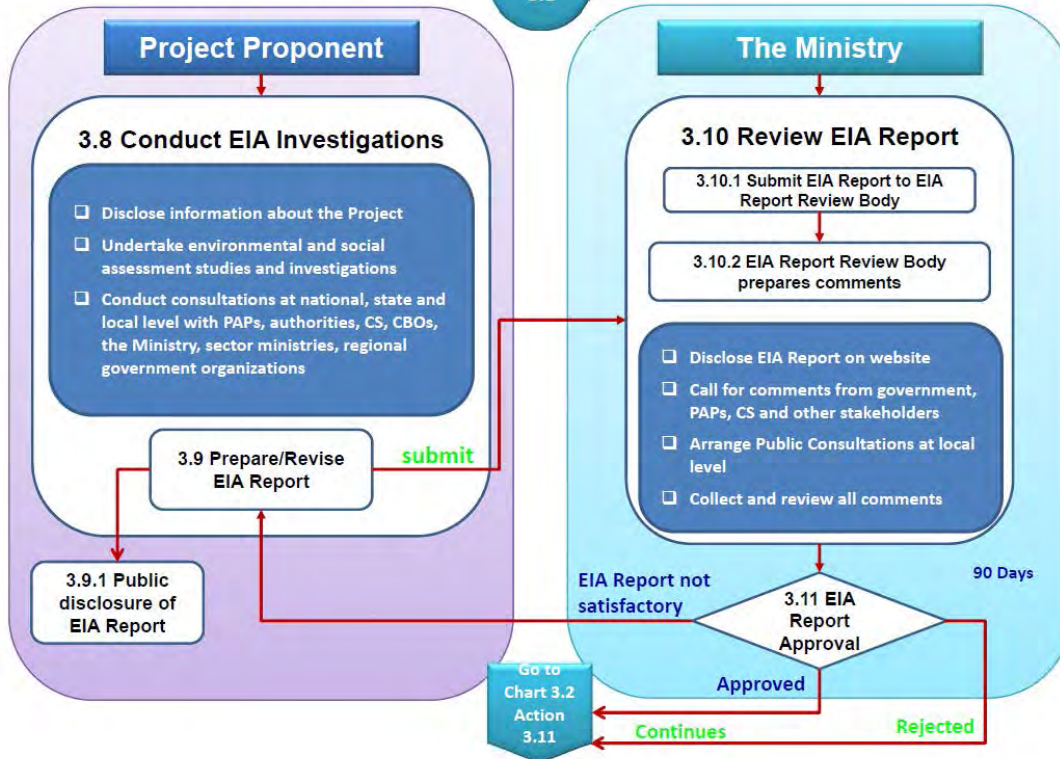 Project Proponent
3.8 Conduct EIA Investigations
Disclose information about the Project
Undertake environmental and social
assessment studies and investigations
Conduct consultations at national, state and
local level with PAPs, authorities, CS, CBOs,
the Ministry, sector ministries, regional
government organizations
3.9 Prepare/Revise
EIA Report
submit
3.9.1 Public
disclosure of
EIA Report
The Ministry
3.10 Review EIA Report
3.10.1 Submit EIA Report to EIA
Report Review Body
3.10.2 EIA Report Review Body
prepares comments
Disclose EIA Report on website
Call for comments from government,
PAPs, CS and other stakeholders
Arrange Public Consultations at local
level
Collect and review all comments
90 Days
EIA Report not
satisfactory
3.11 EIA
Report
Approval
Approved
Go to
Chart 3.2
Action
3.11
Continues
Rejected